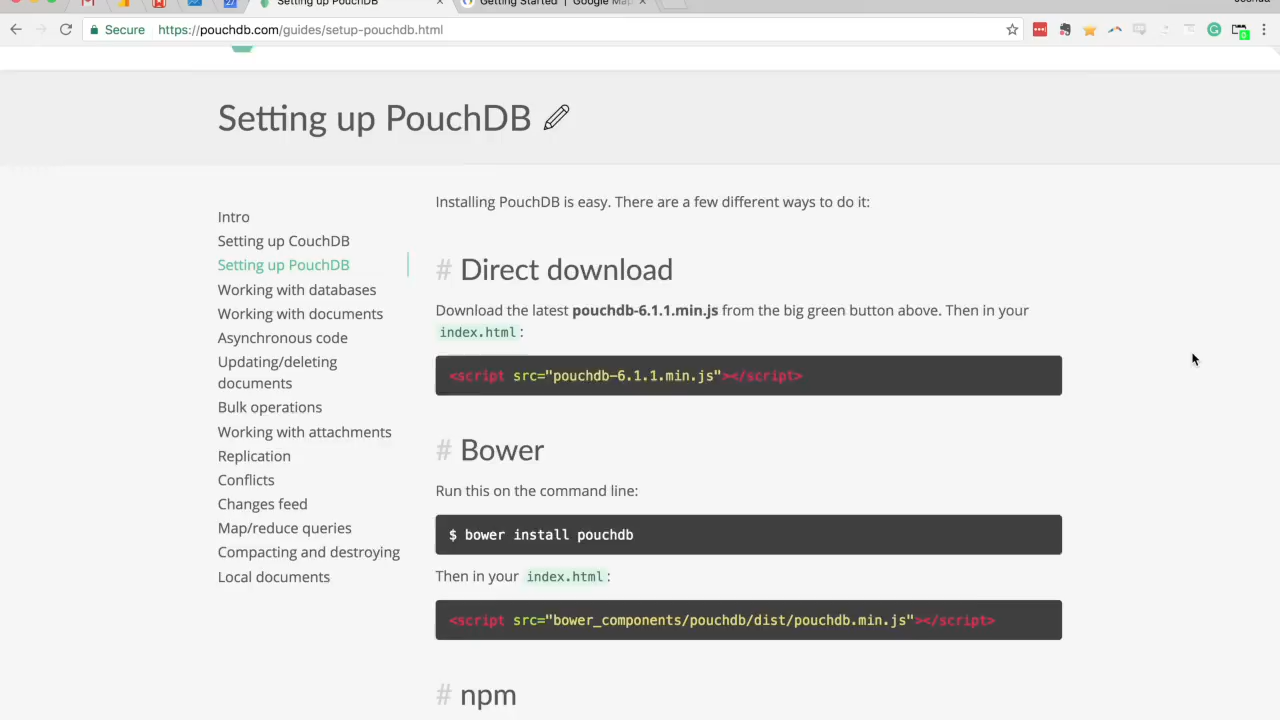 Setting up PouchDB
Getting Started | Google Map
Joshua
Secure
https://pouchdb.com/guides/setup-pouchdb.html
Setting up PouchDB
Intro
Setting up CouchDB
Setting up PouchDB
Working with databases
Working with documents
Asynchronous code
Updating/deleting
documents
Bulk operations
Working with attachments
Replication
Conflicts
Changes feed
Map/reduce queries
Compacting and destroying
Local documents
Installing PouchDB is easy. There are a few different ways to do it:
# Direct download
Download the latest pouchdb-6.1.1.min.js from the big green button above. Then in your
index.html:
<script src="pouchdb-6.1.1.min.js"></script>
# Bower
Run this on the command line:
$ bower install pouchdb
Then in your index.html:
<script src="bower_components/pouchdb/dist/pouchdb.min.js"></script>
# npm